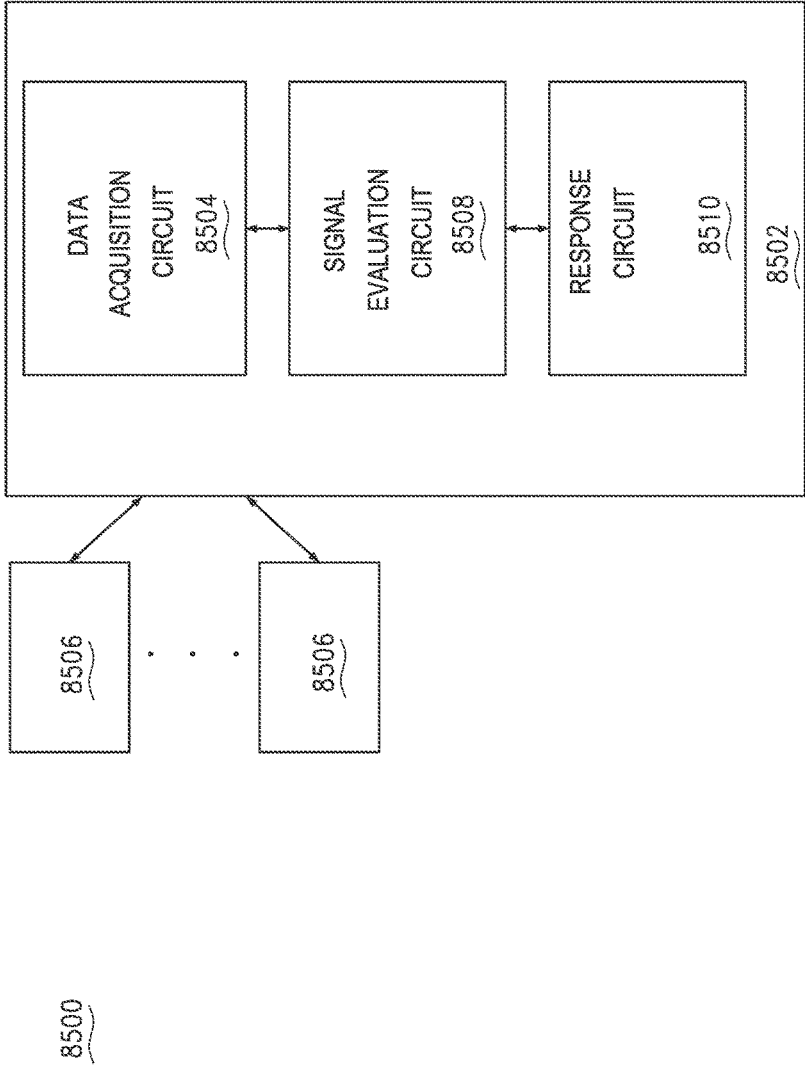 8500
8506
8506
DATA
ACQUISITION
CIRCUIT
8504
SIGNAL
EVALUATION
CIRCUIT
8508
RESPONSE
CIRCUIT
8510
8502